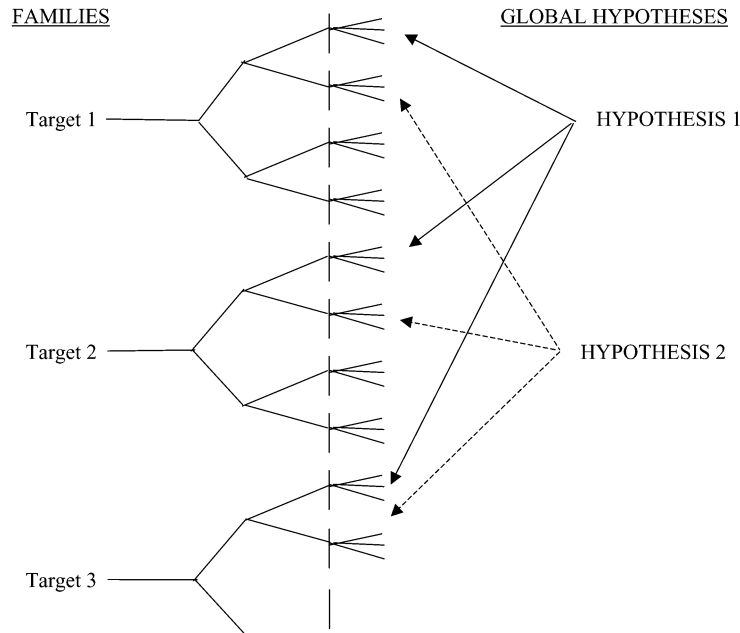 FAMILIES
GLOBAL HYPOTHESES
Target 1
HYPOTHESIS 1
Target 2
HYPOTHESIS 2
Target 3